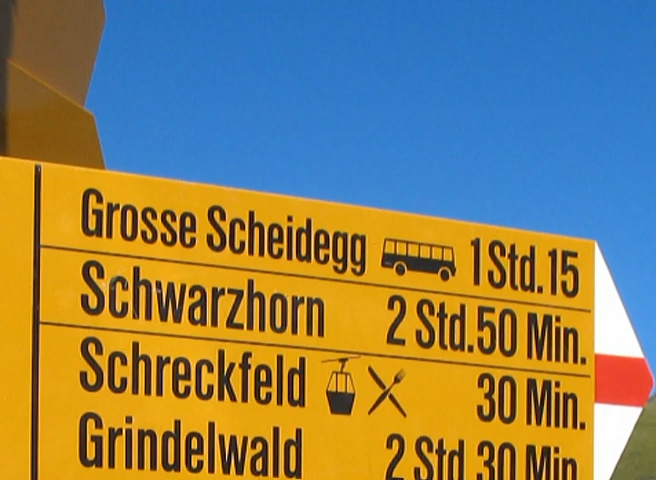 Grosse Scheidegg 1 Std. 15
Schwarzhorn 2 Std. 50 Min.
Schreckfeld 30 Min.
Grindelwald 2 Std 30 Min